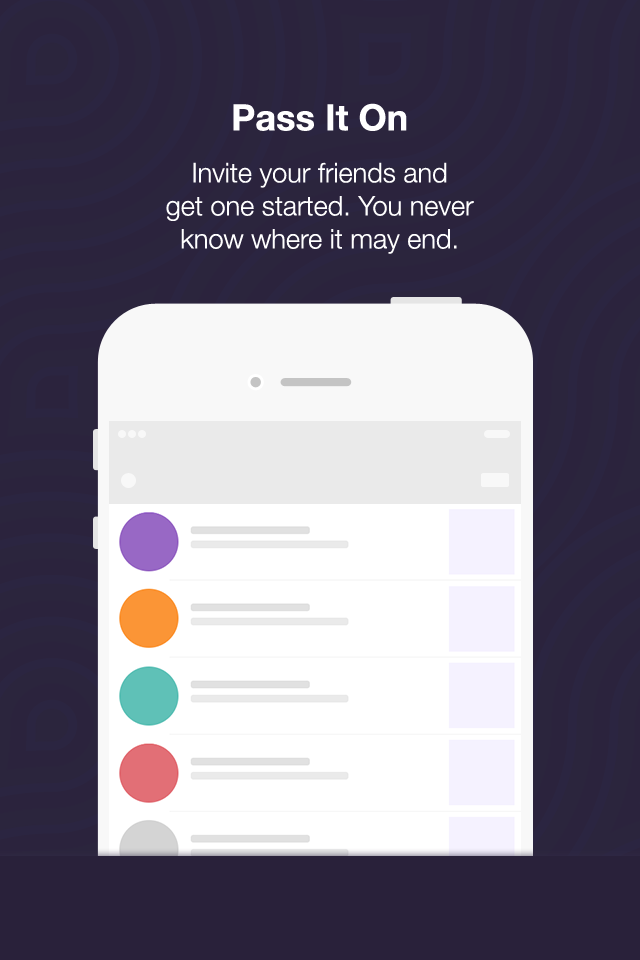 Pass It On
Invite your friends and
get one started. You never
know where it may end.